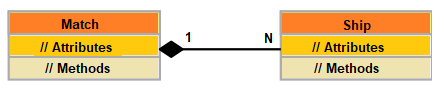 Match
// Attributes
// Methods
1
N
Ship
// Attributes
// Methods